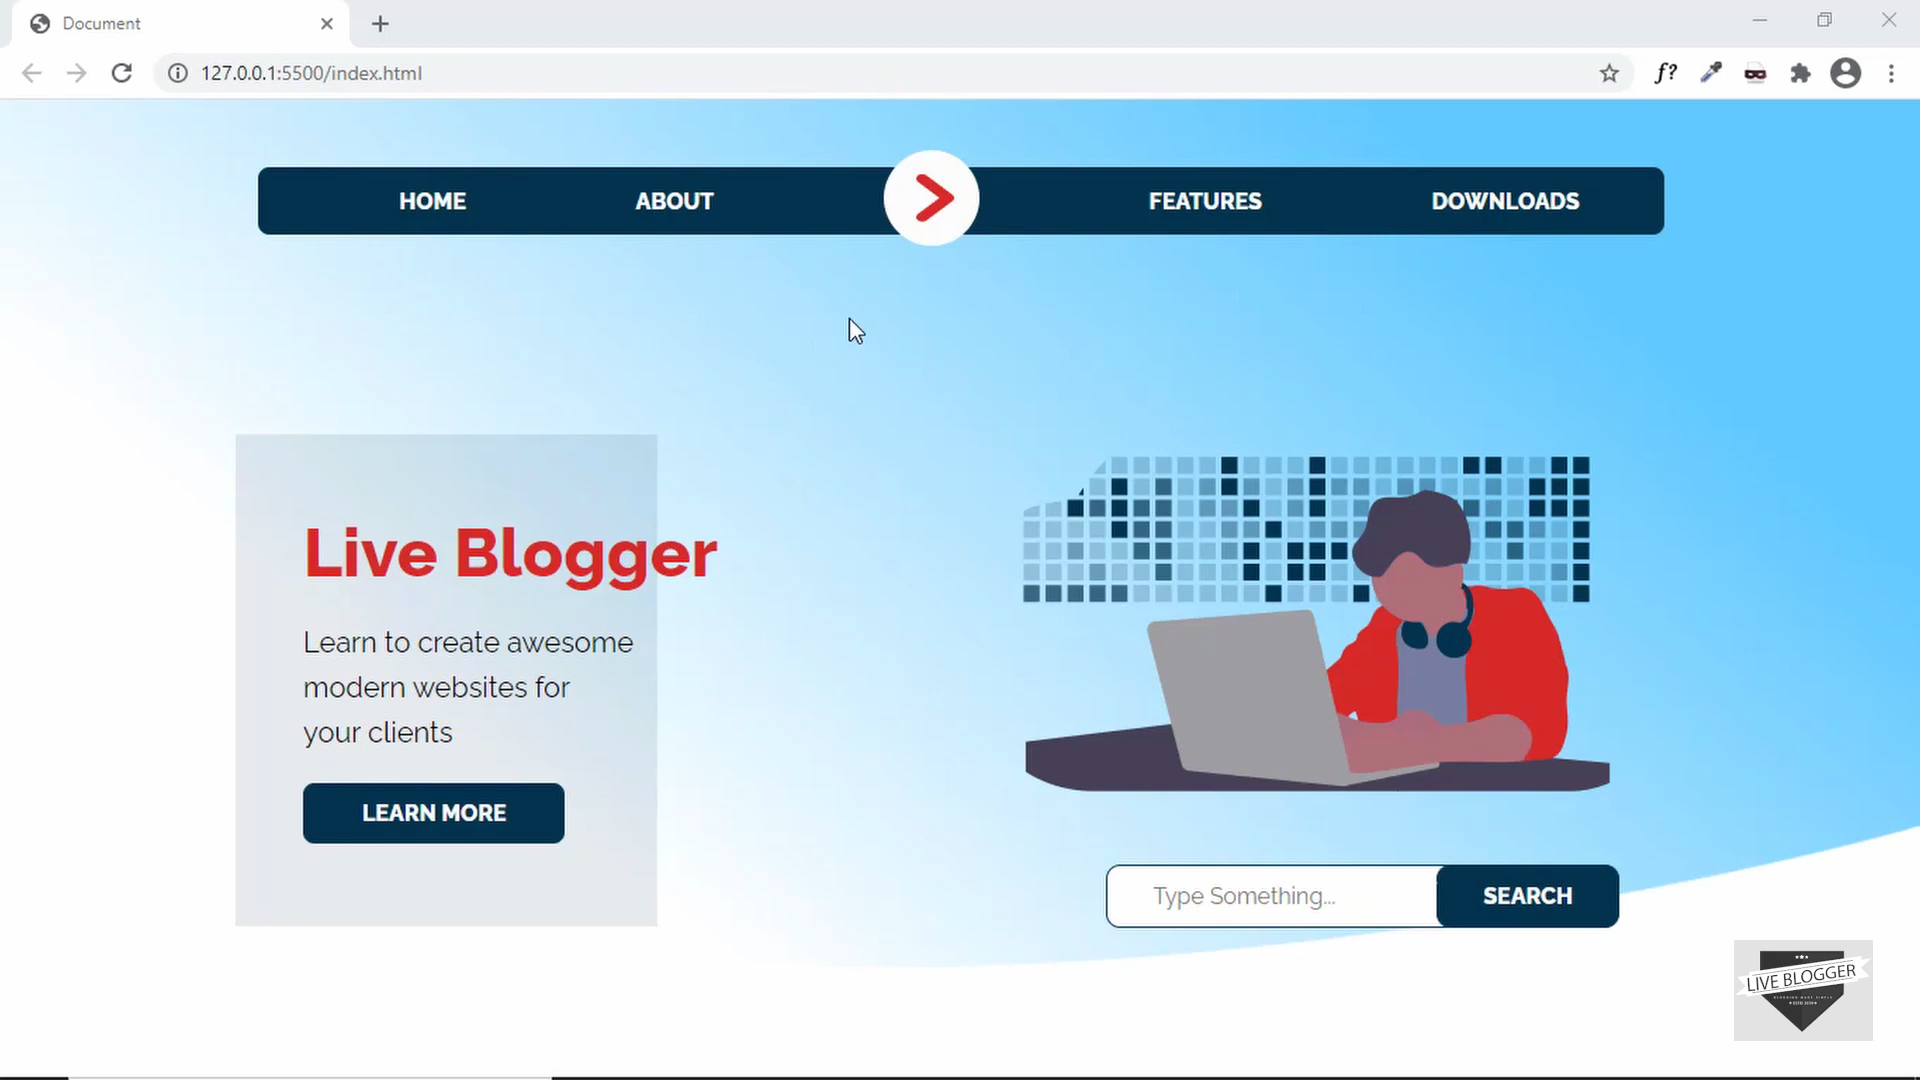 Document
127.0.0.1:5500/index.html
f?
HOME
ABOUT
FEATURES
DOWNLOADS
Live Blogger
Learn to create awesome
modern websites for
your clients
LEARN MORE
Type Something...
SEARCH
LIVE BLOGGER